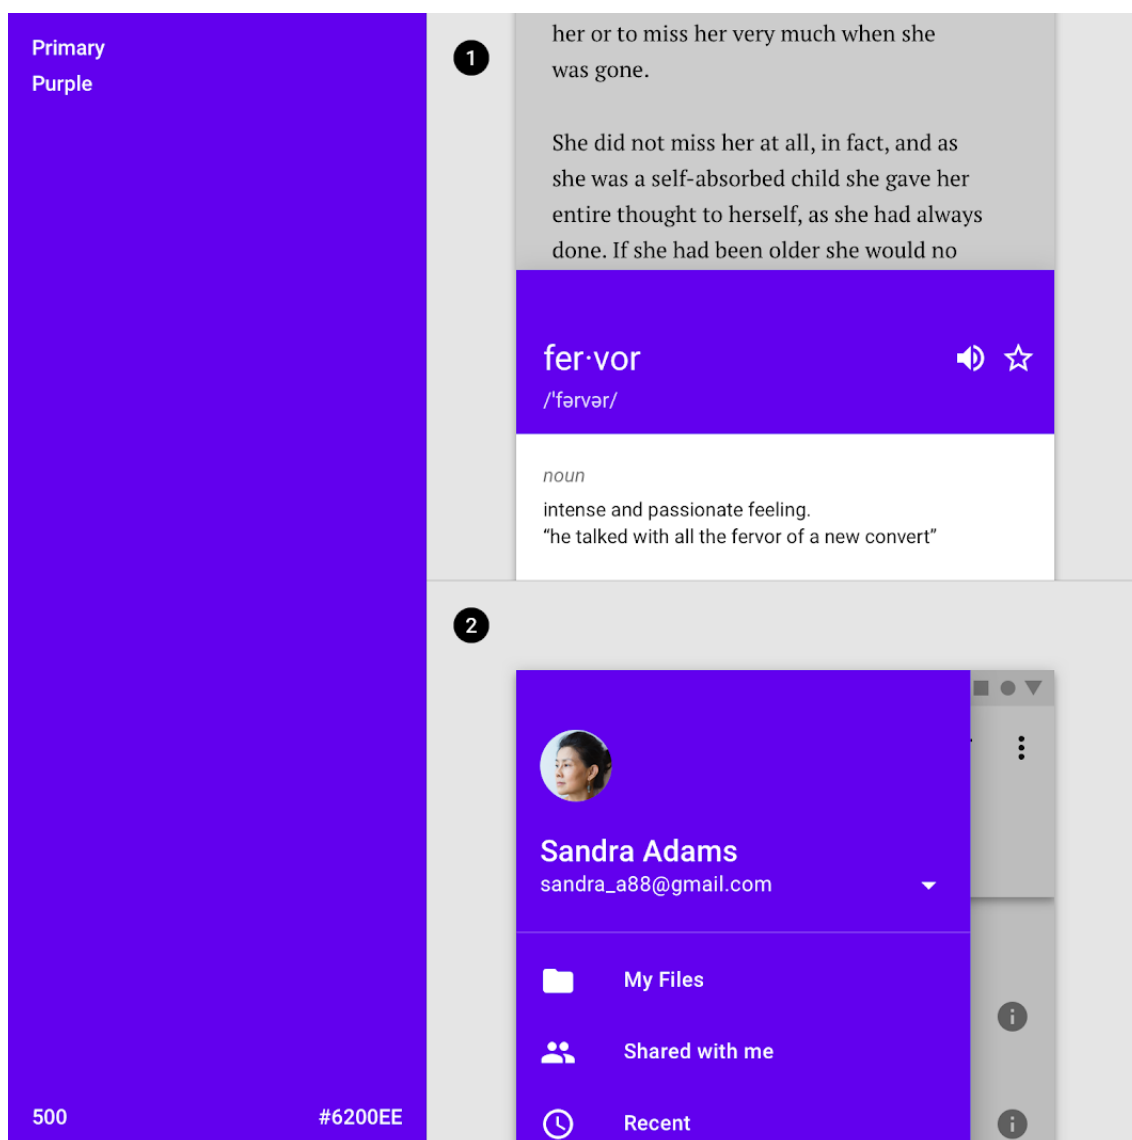 Primary
Purple
500 #6200EE
1
her or to miss her very much when she
was gone.
She did not miss her at all, in fact, and as
she was a self-absorbed child she gave her
entire thought to herself, as she had always
done. If she had been older she would no
fer·vor
/ˈfərvər/
noun
intense and passionate feeling.
“he talked with all the fervor of a new convert”
2
Sandra Adams
sandra_a88@gmail.com
My Files
Shared with me
Recent